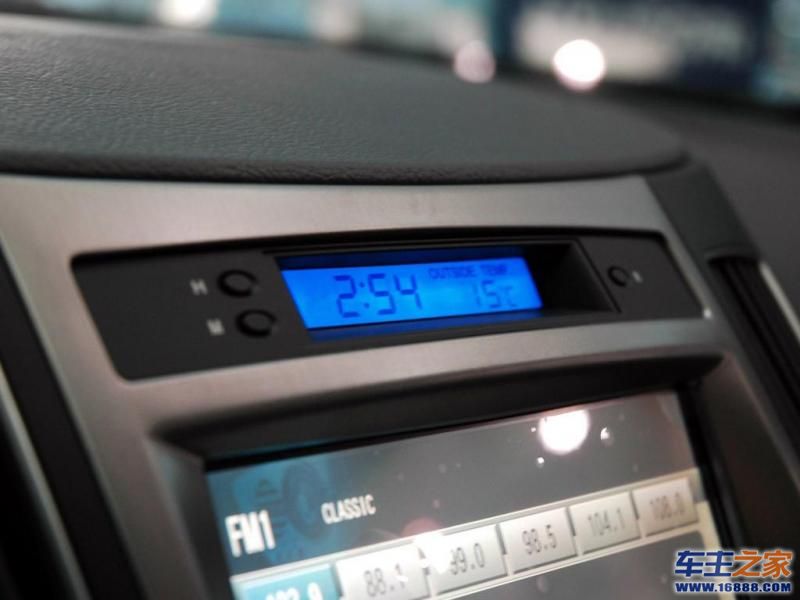 H
2:54 OUTSIDE TEMP 15℃
M
FM1 CLASSIC
88.1 99.0 98.5 104.1 108.0
车主之家
www.16888.com